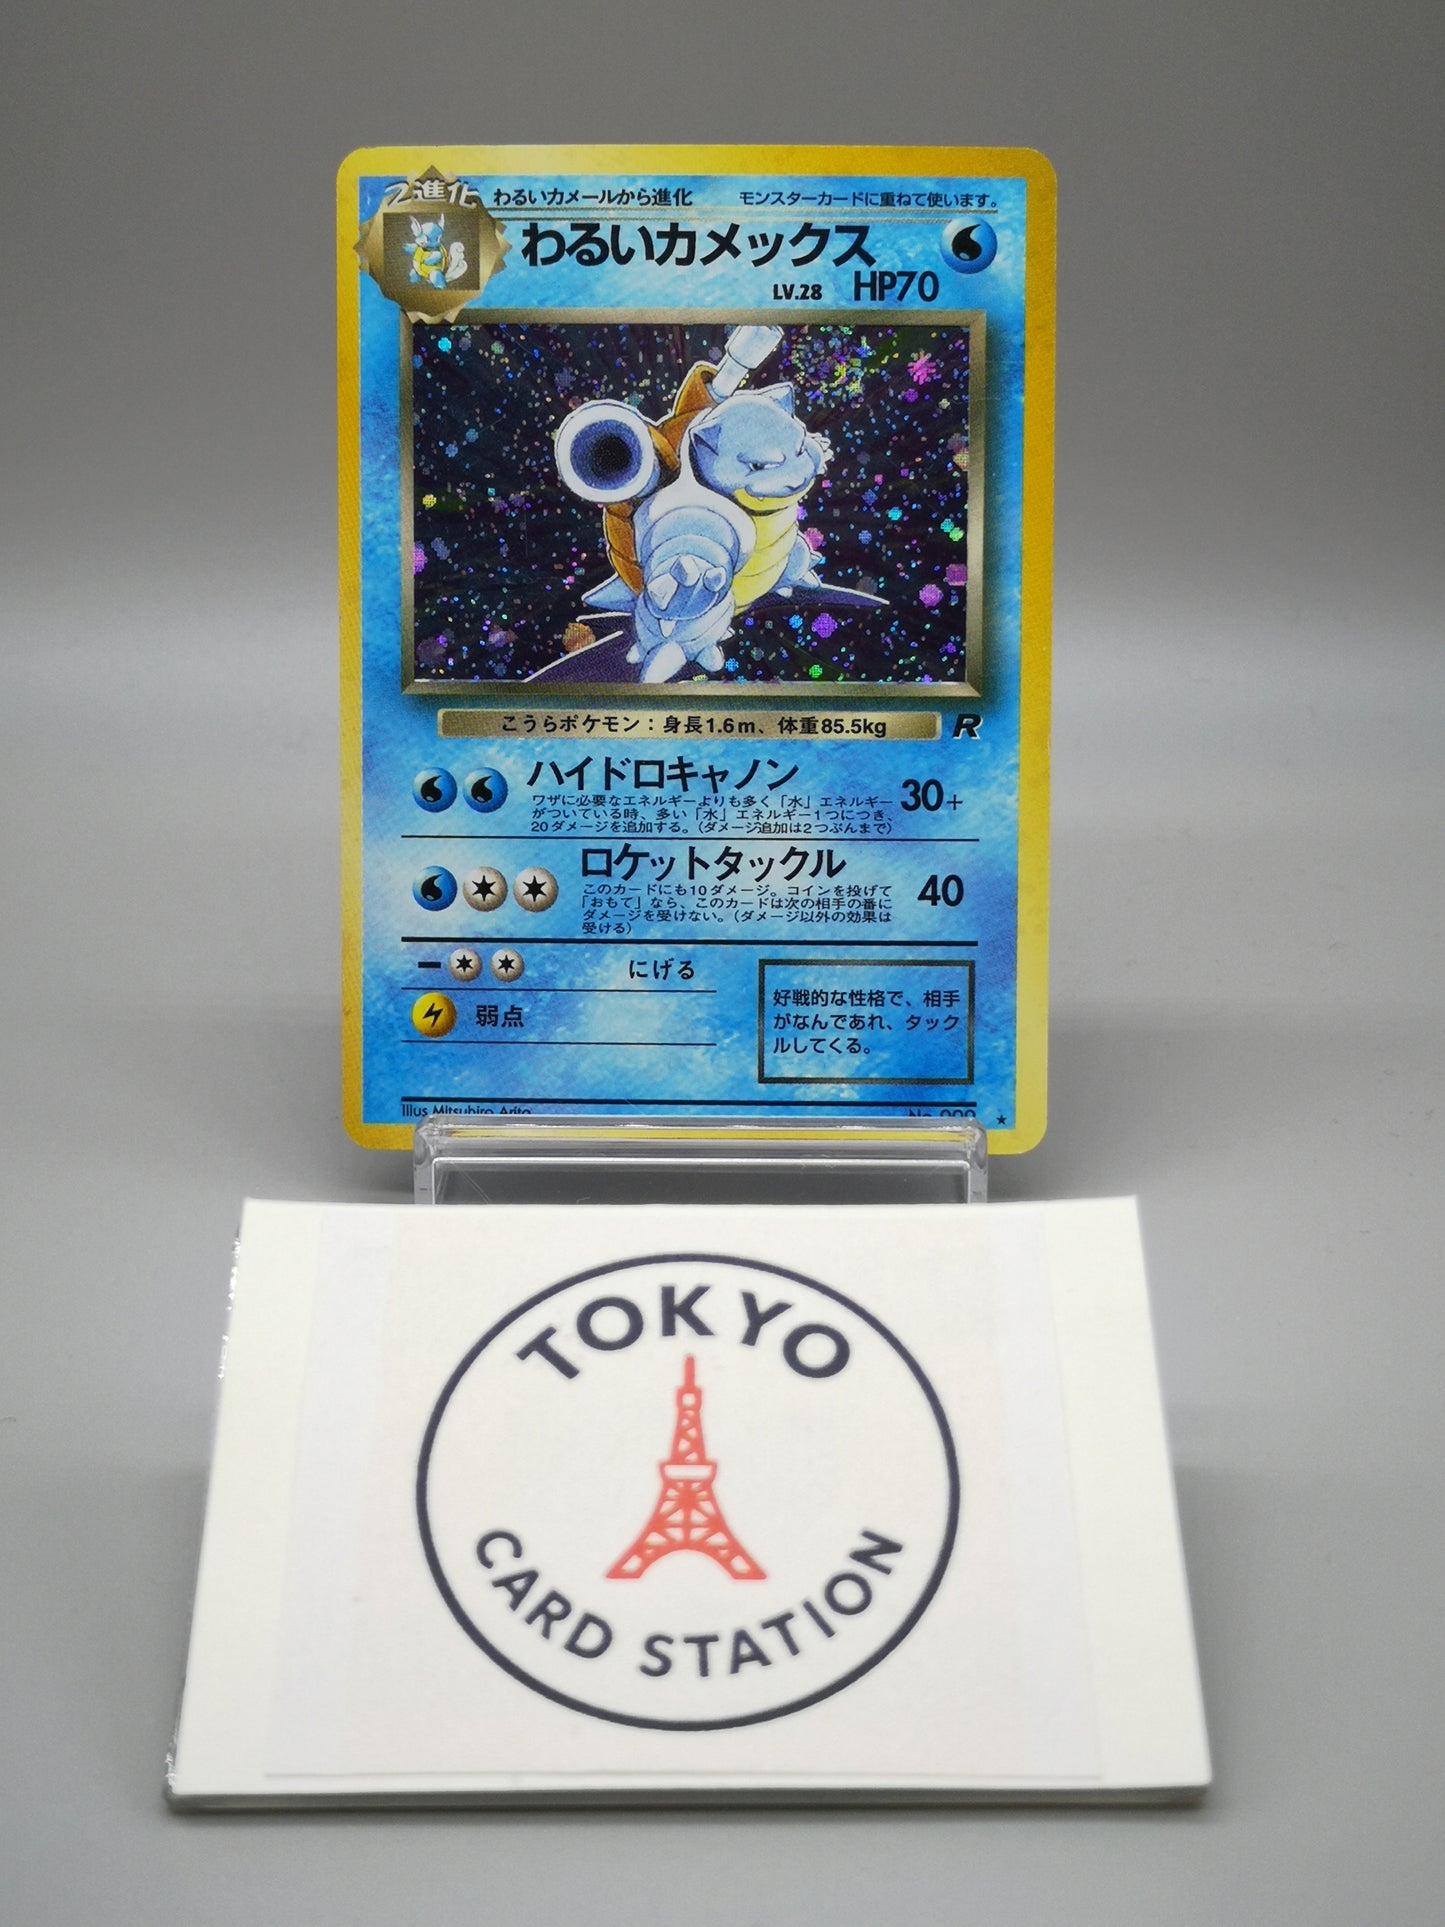 2進化
わるいカメールから進化
モンスターカードに重ねて使います。
わるいカメックス
LV.28 HP70
こうらポケモン：身長1.6m、体重85.5kg
R
ハイドロキャノン
30+
ワザに必要なエネルギーよりも多く「水」エネルギー
がついている時、多い「水」エネルギー1つにつき、
20ダメージを追加する。（ダメージ追加は2つぶんまで）
ロケットタックル
40
このカードにも10ダメージ。コインを投げて
「おもて」なら、このカードは次の相手の番に
ダメージを受けない。（ダメージ以外の効果は
受ける）
にげる
弱点
好戦的な性格で、相手
がなんであれ、タック
ルしてくる。
Illus Mitsuhiro Arita
TOKYO
CARD STATION